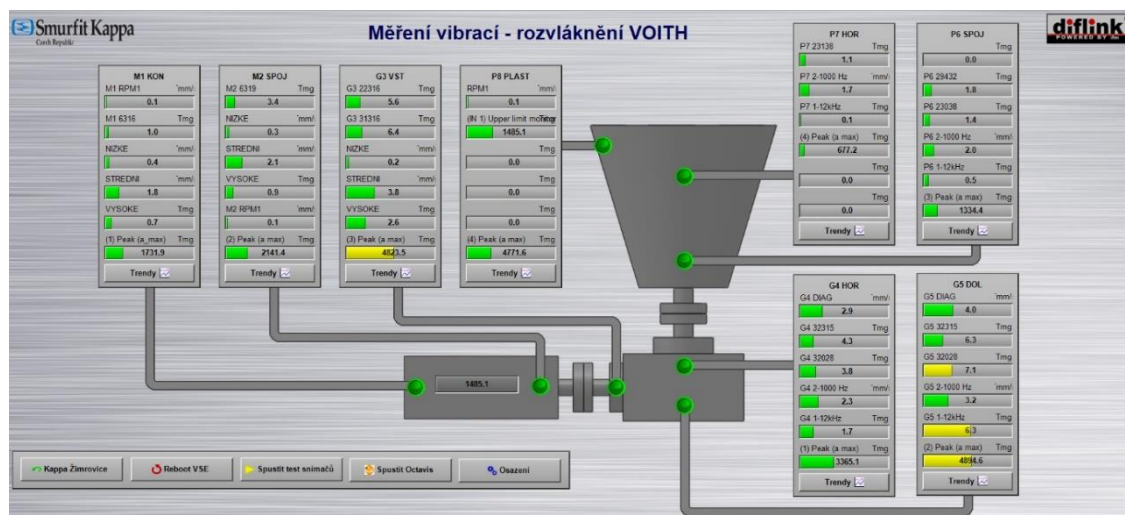 Smurfit Kappa
Czech Republic
Měření vibrací - rozvláknění VOITH
diflink
M1 KON
M1 RPM1 mm/
0.1
M1 6316 Tmg
1.0
NIZKE mm/
0.4
STREDNI mm/
1.8
VYSOKE Tmg
0.7
(1) Peak (a_max) Tmg
1731.9
Trendy
M2 SPOJ
M2 6319 Tmg
3.4
NIZKE mm/
0.3
STREDNI mm/
2.1
VYSOKE Tmg
0.9
M2 RPM1 mm/
0.1
(2) Peak (a max) Tmg
2141.4
Trendy
G3 VST
G3 22316 Tmg
5.6
G3 31316 Tmg
6.4
NIZKE mm/
0.2
STREDNI mm/
3.8
VYSOKE Tmg
2.6
(3) Peak (a max) Tmg
4823.5
Trendy
P8 PLAST
RPM1 mm/
0.1
(IN 1) Upper limit
1485.1
Tmg
0.0
Tmg
0.0
Tmg
0.0
(4) Peak (a max) Tmg
4771.6
Trendy
P7 HOR
P7 23138 Tmg
1.1
P7 2-1000 Hz mm/
1.7
P7 1-12kHz Tmg
0.1
(4) Peak (a max) Tmg
677.2
Tmg
0.0
Tmg
0.0
Trendy
P6 SPOJ
Tmg
0.0
P6 29432 Tmg
1.8
P6 23038 Tmg
1.4
P6 2-1000 Hz mm/
2.0
P6 1-12kHz Tmg
0.5
(3) Peak (a max) Tmg
1334.4
Trendy
1485.1
G4 HOR
G4 DIAG mm/
2.9
G4 32315 Tmg
4.3
G4 32028 Tmg
3.8
G4 2-1000 Hz mm/
2.3
G4 1-12kHz Tmg
1.7
(1) Peak (a max) Tmg
3365.1
Trendy
G5 DOL
G5 DIAG mm/
4.0
G5 32315 Tmg
6.3
G5 32028 Tmg
7.1
G5 2-1000 Hz mm/
3.2
G5 1-12kHz Tmg
6.3
(2) Peak (a max) Tmg
4894.6
Trendy
Kappa Žimrovice
Reboot VSE
Spustit test snímačů
Spustit Octavis
Osazení